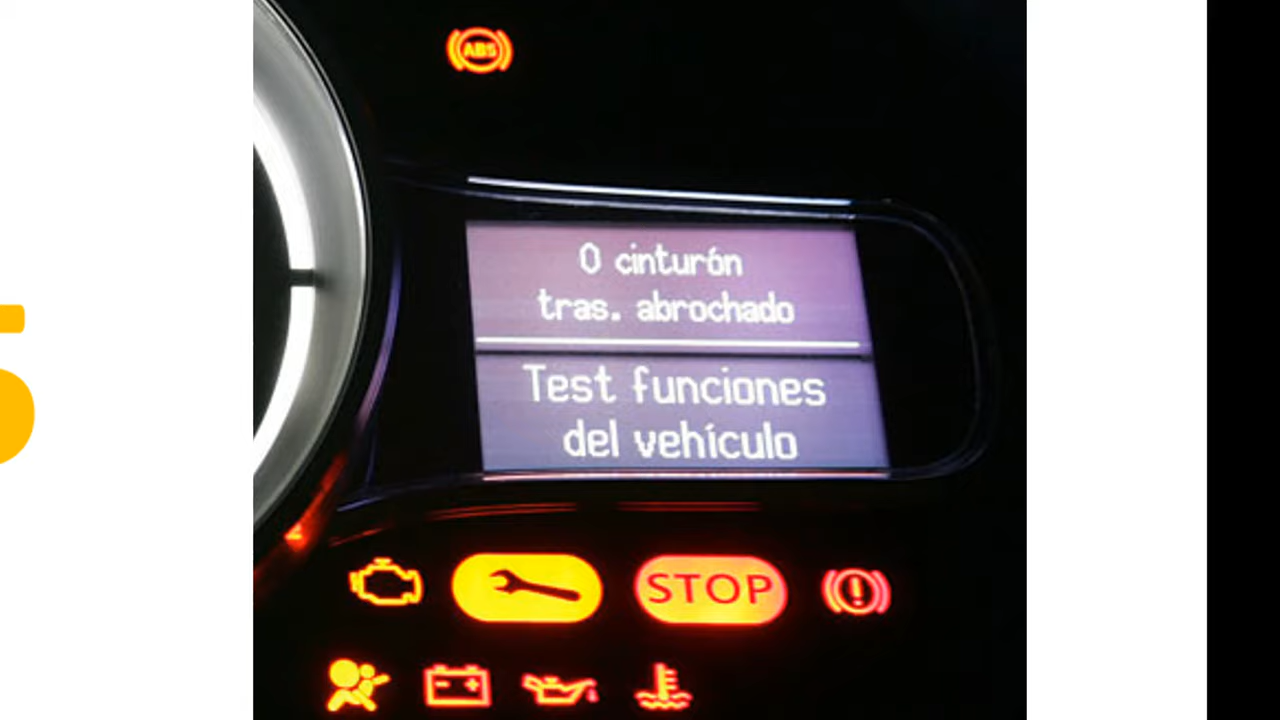 ABS
0 cinturón
tras. abrochado
Test funciones
del vehículo
STOP